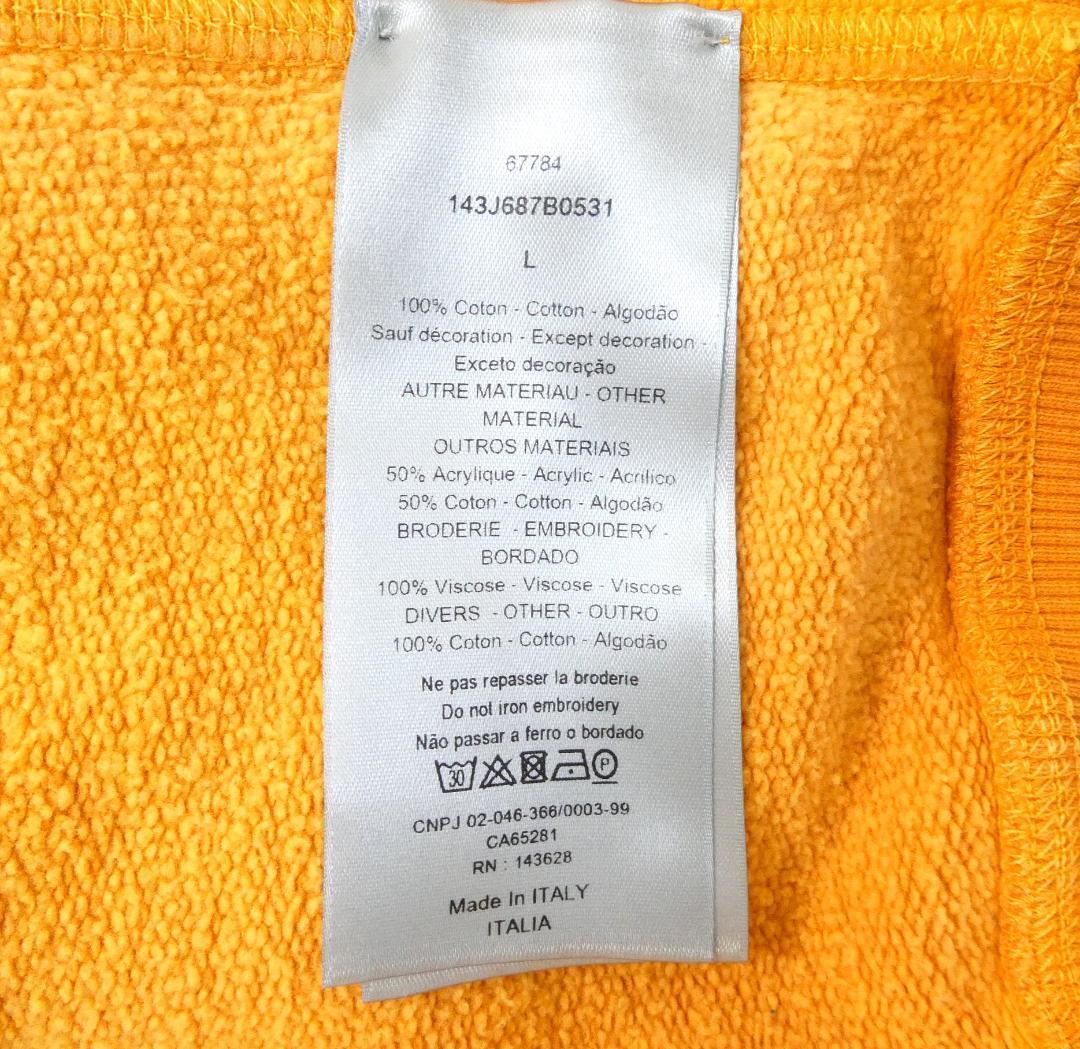 67784
143J687B0531
L
100% Coton - Cotton - Algodão
Sauf décoration - Except decoration -
Exceto decoração
AUTRE MATERIAU - OTHER
MATERIAL
OUTROS MATERIAIS
50% Acrylique - Acrylic - Acrilico
50% Coton - Cotton - Algodão
BRODERIE - EMBROIDERY -
BORDADO
100% Viscose - Viscose - Viscose
DIVERS - OTHER - OUTRO
100% Coton - Cotton - Algodão
Ne pas repasser la broderie
Do not iron embroidery
Não passar a ferro o bordado
30 P
CNPJ 02-046-366/0003-99
CA65281
RN : 143628
Made In ITALY
ITALIA